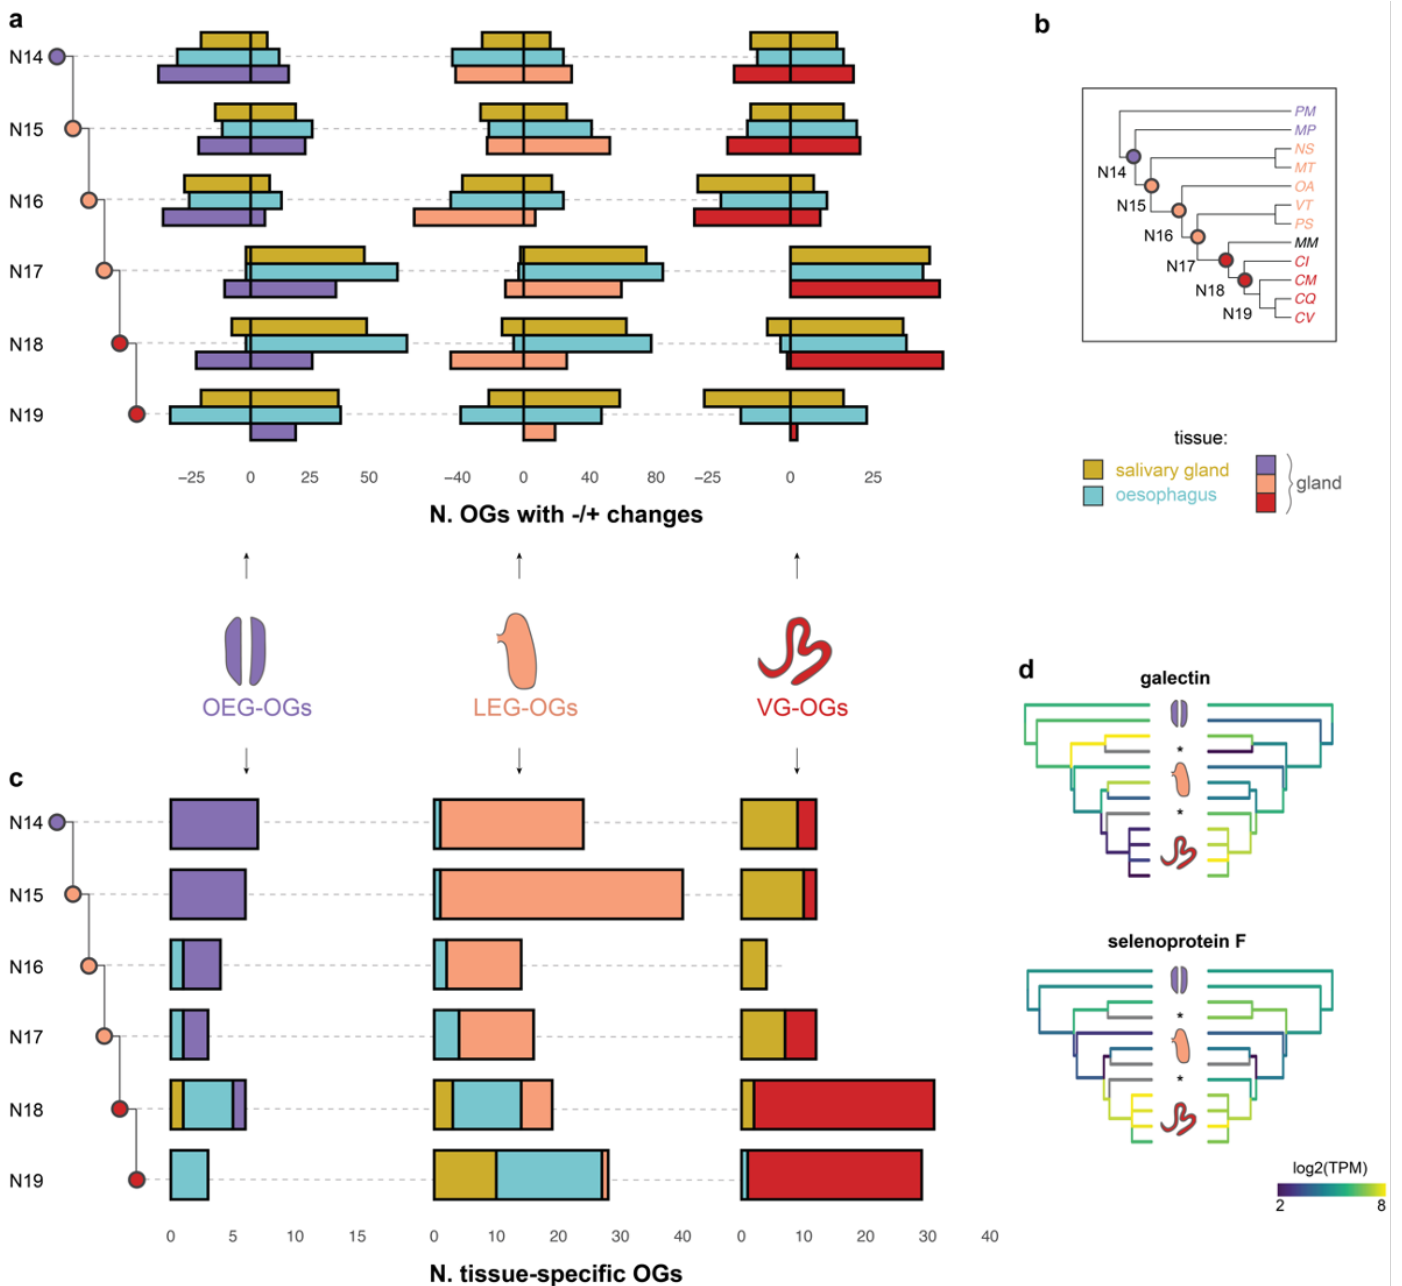 a
N14
N15
N16
N17
N18
N19
−25 0 25 50
−40 0 40 80
−25 0 25
N. OGs with -/+ changes
b
PM
MP
NS
MT
OA
VT
PS
MM
CI
CM
CQ
CV
N14
N15
N16
N17
N18
N19
tissue:
salivary gland
oesophagus
gland
OEG-OGs
LEG-OGs
VG-OGs
c
N14
N15
N16
N17
N18
N19
0 5 10 15
0 10 20 30 40
0 10 20 30 40
N. tissue-specific OGs
d
galectin
*
*
selenoprotein F
*
*
log2(TPM)
2 8